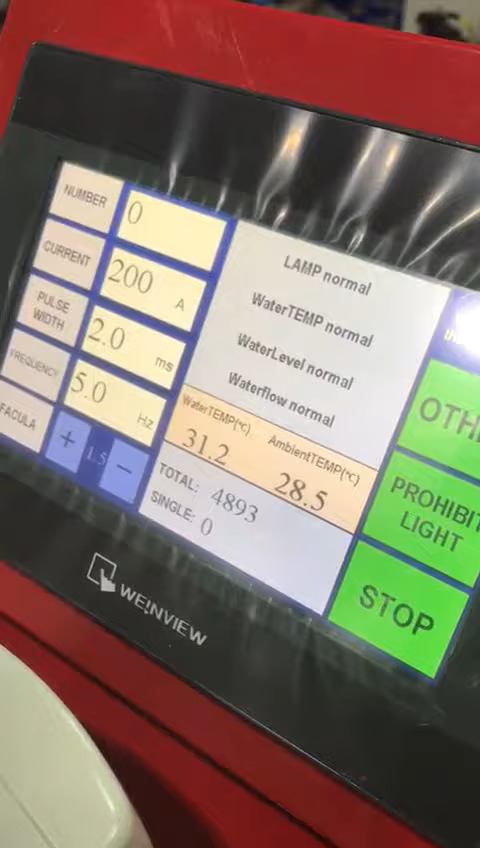 NUMBER 0
CURRENT 200 A
PULSE WIDTH 2.0 ms
FREQUENCY 5.0 Hz
FACULA + 1.5 −
LAMP normal
WaterTEMP normal
WaterLevel normal
Waterflow normal
WaterTEMP(℃) AmbientTEMP(℃)
31.2 28.5
TOTAL: 4893
SINGLE: 0
OTH
PROHIBIT
LIGHT
STOP
WEINVIEW